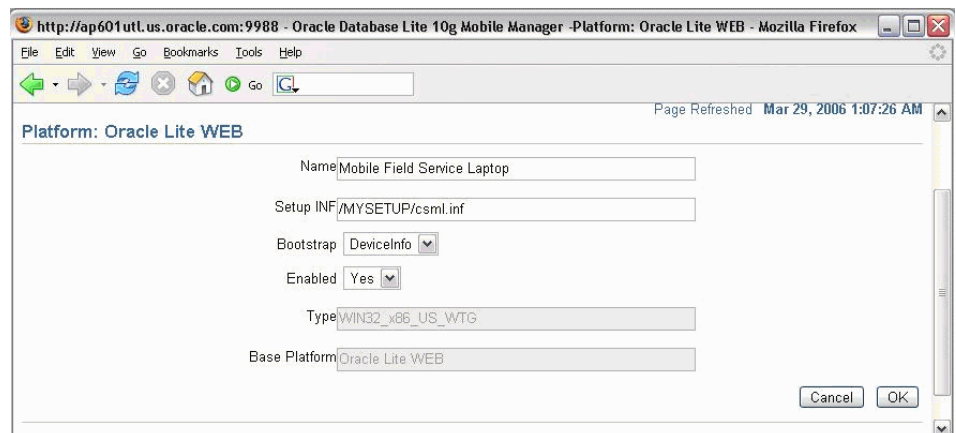 http://ap601utl.us.oracle.com:9988 - Oracle Database Lite 10g Mobile Manager -Platform: Oracle Lite WEB - Mozilla Firefox
File Edit View Go Bookmarks Tools Help
Go G
Page Refreshed Mar 29, 2006 1:07:26 AM
Platform: Oracle Lite WEB
Name Mobile Field Service Laptop
Setup INF /MYSETUP/csml.inf
Bootstrap DeviceInfo
Enabled Yes
Type WIN32_x86_US_WTG
Base Platform Oracle Lite WEB
Cancel OK